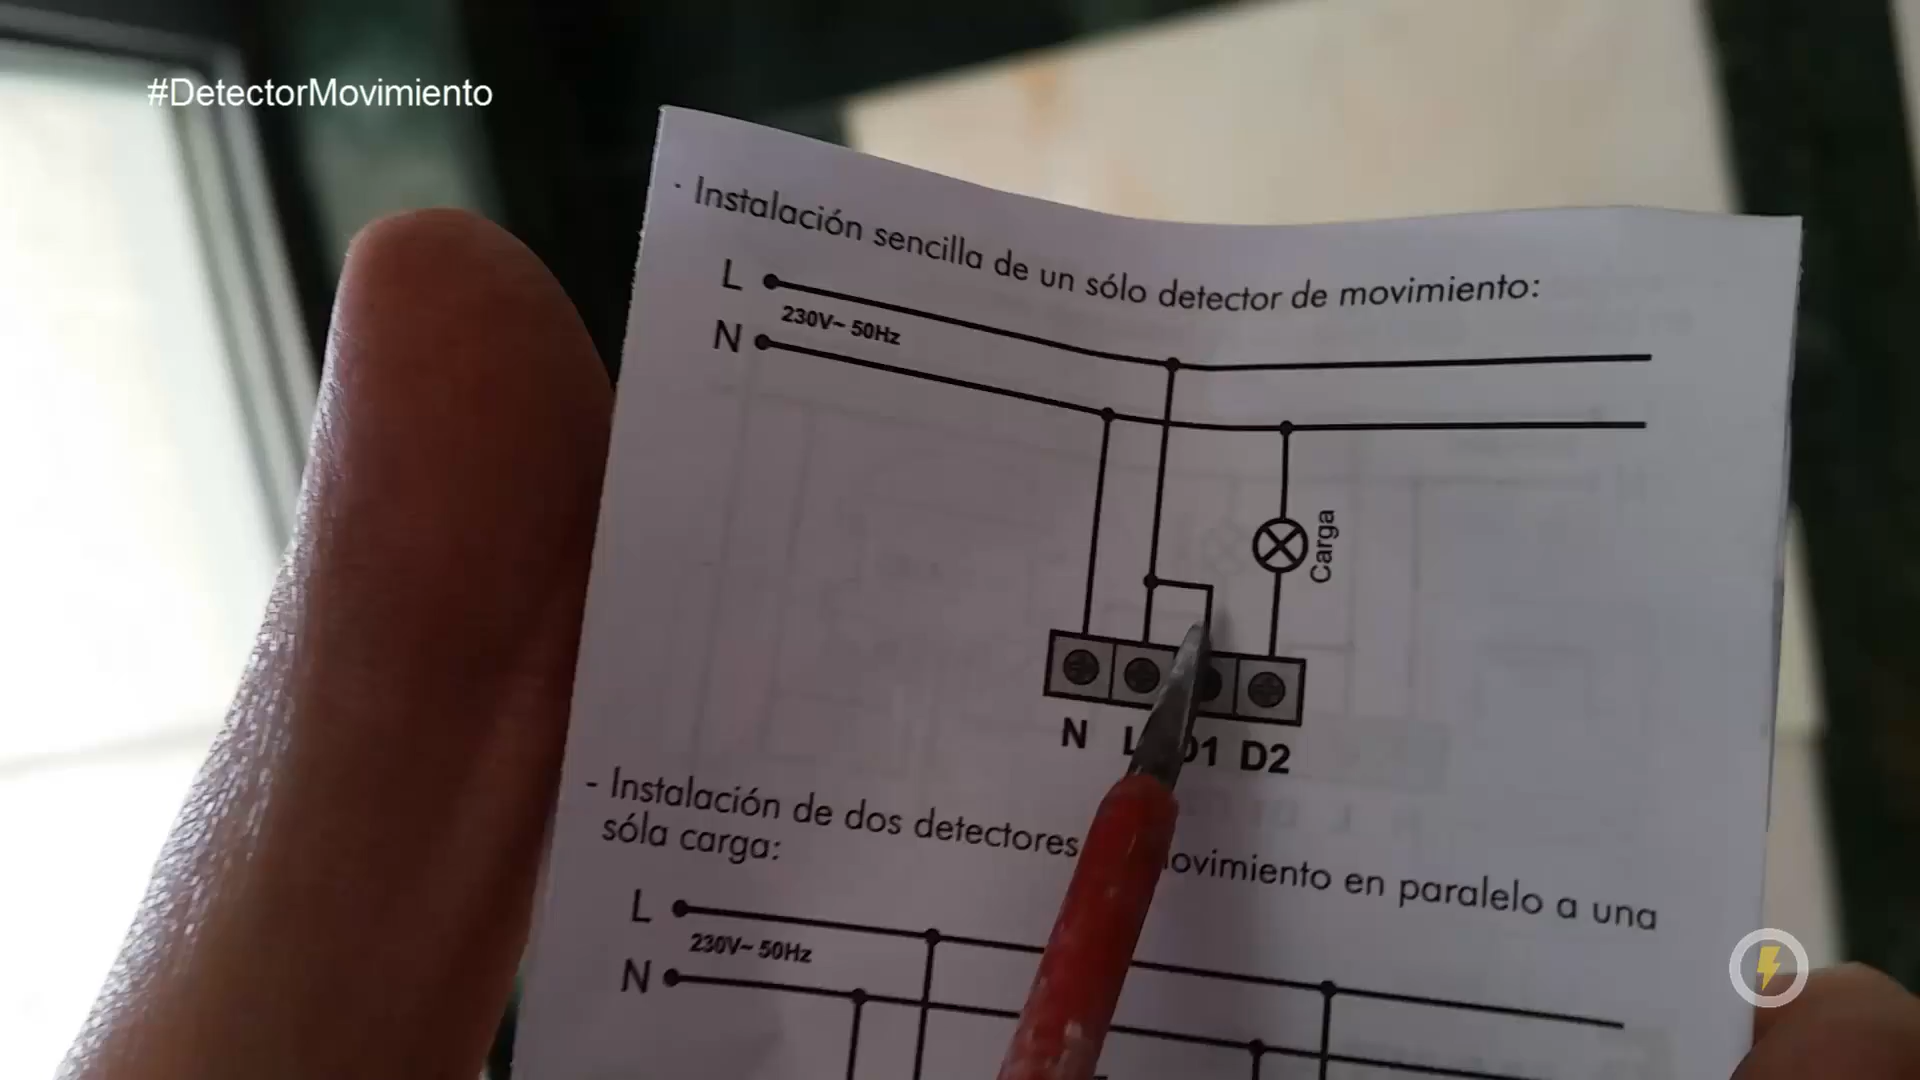 #DetectorMovimiento
· Instalación sencilla de un sólo detector de movimiento:
L
230V~ 50Hz
N
Carga
N D2
- Instalación de dos detectores en paralelo a una
sóla carga:
L
230V~ 50Hz
N